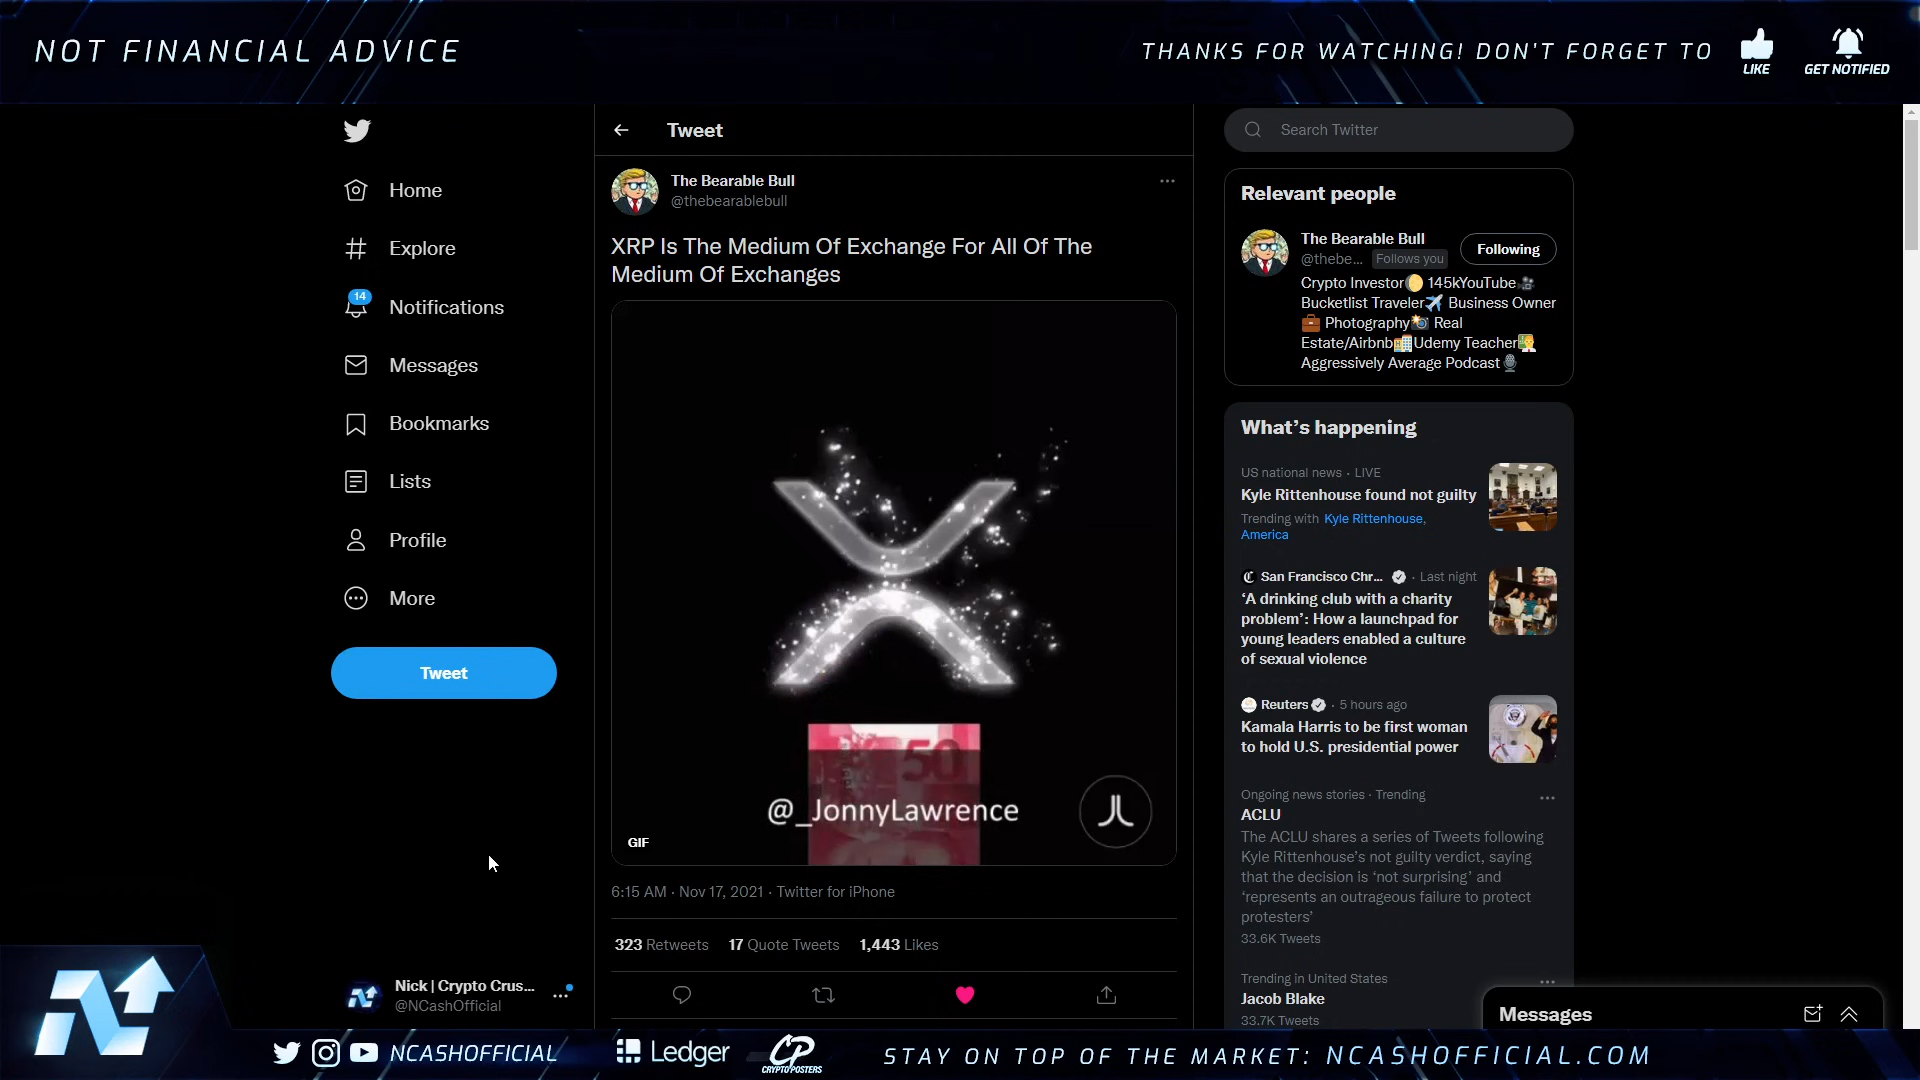 NOT FINANCIAL ADVICE
THANKS FOR WATCHING! DON'T FORGET TO
LIKE
GET NOTIFIED
Home
Explore
14
Notifications
Messages
Bookmarks
Lists
Profile
More
Tweet
Nick | Crypto Crus...
@NCashOfficial
Tweet
The Bearable Bull
@thebearablebull
XRP Is The Medium Of Exchange For All Of The
Medium Of Exchanges
50
@_JonnyLawrence
GIF
6:15 AM · Nov 17, 2021 · Twitter for iPhone
323 Retweets 17 Quote Tweets 1,443 Likes
Search Twitter
Relevant people
The Bearable Bull
@thebe... Follows you
Following
Crypto Investor🌔 145kYouTube🎥
Bucketlist Traveler✈️ Business Owner
💼 Photography📸 Real
Estate/Airbnb🏨Udemy Teacher👨‍🏫
Aggressively Average Podcast🎙️
What's happening
US national news · LIVE
Kyle Rittenhouse found not guilty
Trending with Kyle Rittenhouse,
America
San Francisco Chr... · Last night
‘A drinking club with a charity
problem’: How a launchpad for
young leaders enabled a culture
of sexual violence
Reuters · 5 hours ago
Kamala Harris to be first woman
to hold U.S. presidential power
Ongoing news stories · Trending
ACLU
The ACLU shares a series of Tweets following
Kyle Rittenhouse’s not guilty verdict, saying
that the decision is ‘not surprising’ and
‘represents an outrageous failure to protect
protesters’
33.6K Tweets
Trending in United States
Jacob Blake
33.7K Tweets
Messages
NCASHOFFICIAL
Ledger
CP
CRYPTO POSTERS
STAY ON TOP OF THE MARKET: NCASHOFFICIAL.COM